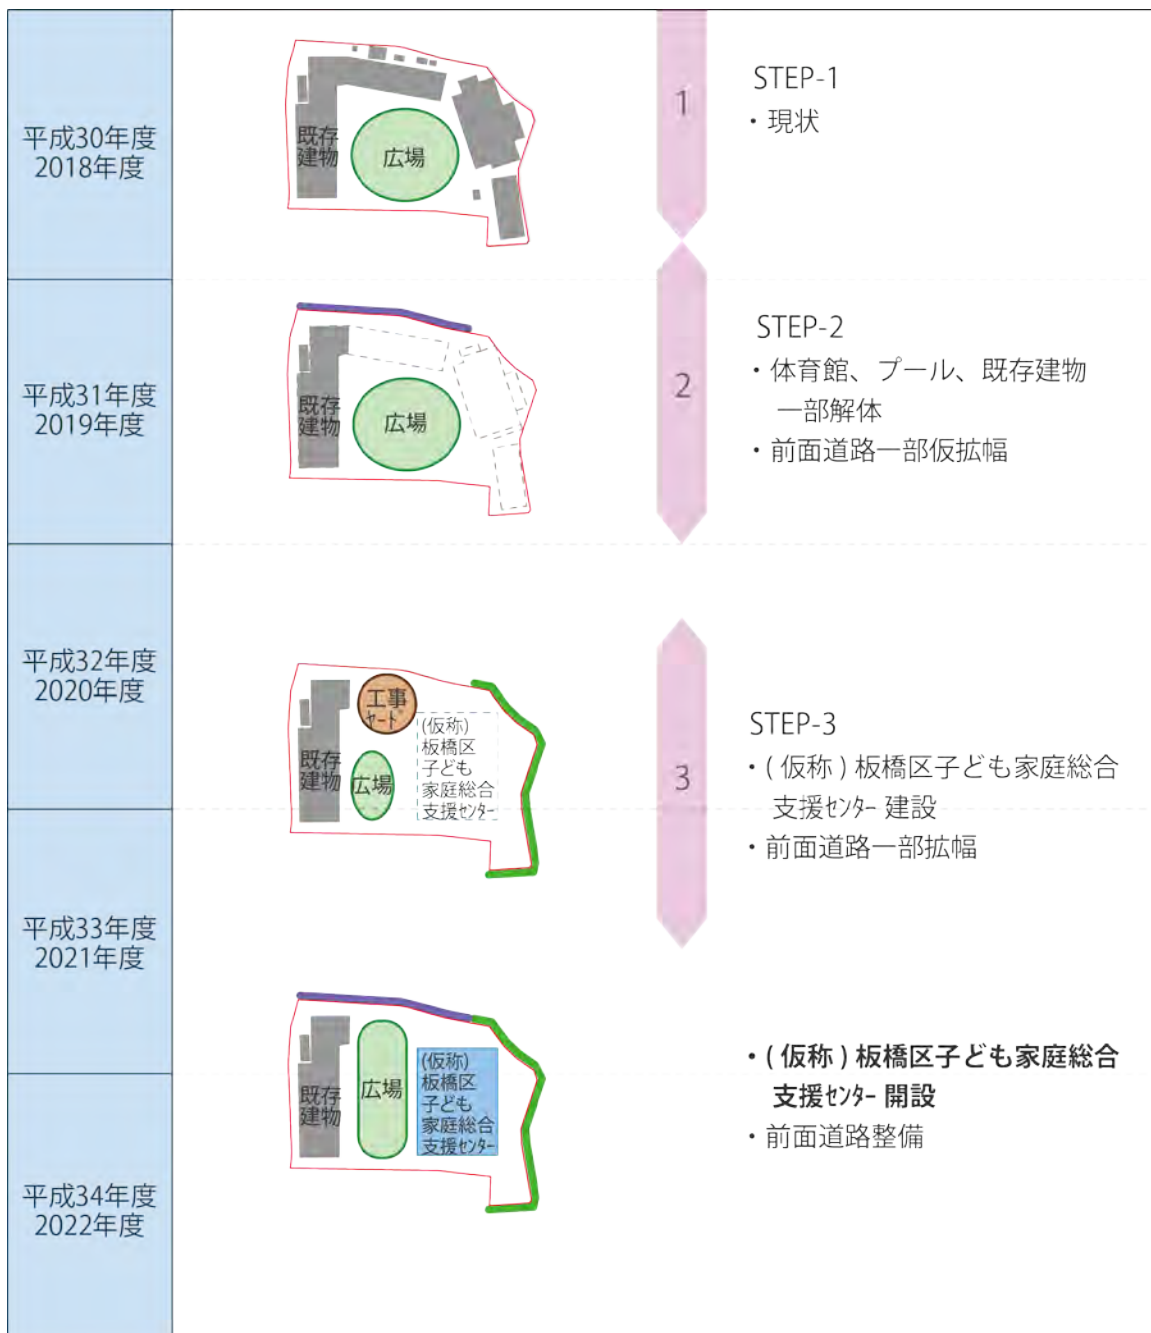 平成30年度
2018年度
既存
建物
広場
1
STEP-1
・現状
平成31年度
2019年度
既存
建物
広場
2
STEP-2
・体育館、プール、既存建物
一部解体
・前面道路一部仮拡幅
平成32年度
2020年度
工事
ﾔｰﾄﾞ
既存
建物
広場
(仮称)
板橋区
子ども
家庭総合
支援ｾﾝﾀｰ
3
STEP-3
・( 仮称 ) 板橋区子ども家庭総合
支援ｾﾝﾀｰ 建設
・前面道路一部拡幅
平成33年度
2021年度
既存
建物
広場
(仮称)
板橋区
子ども
家庭総合
支援ｾﾝﾀｰ
・( 仮称 ) 板橋区子ども家庭総合
支援ｾﾝﾀｰ 開設
・前面道路整備
平成34年度
2022年度